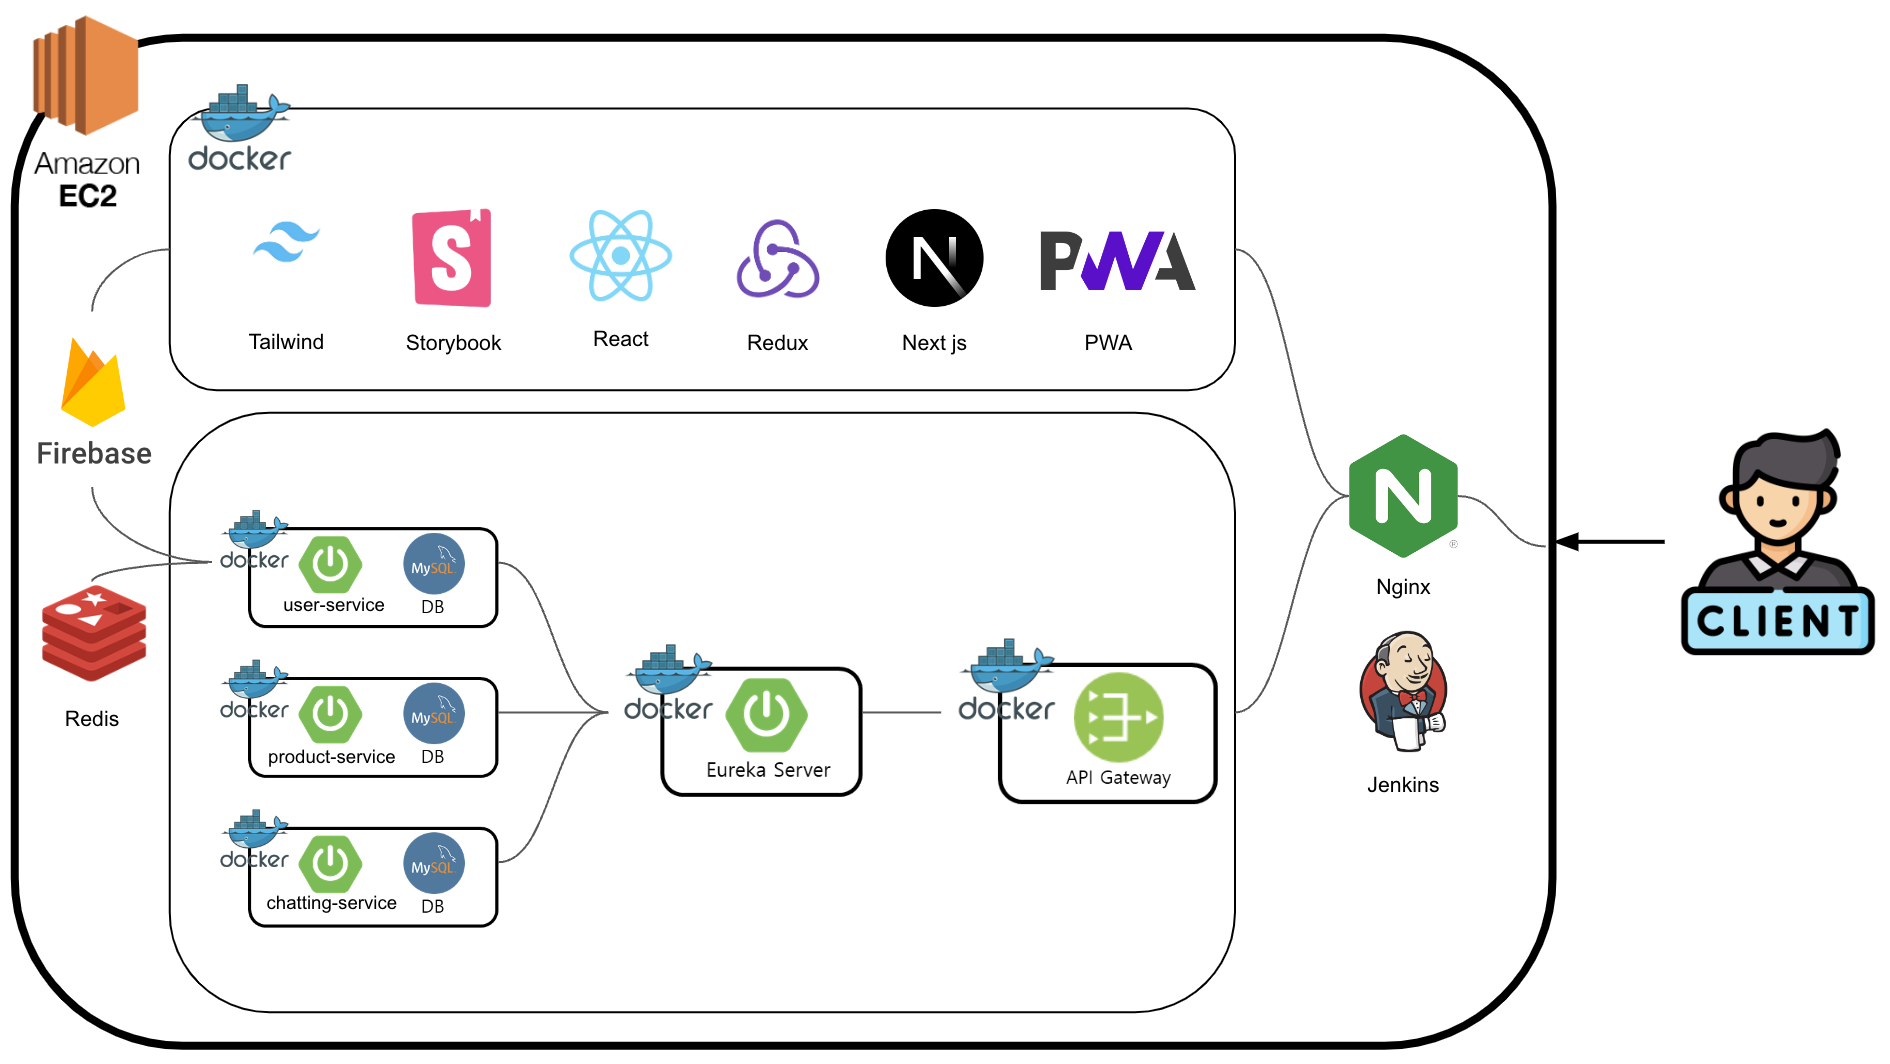 Amazon
EC2
docker
Tailwind
Storybook
React
Redux
Next js
PWA
PWA
Firebase
Redis
docker
user-service
MySQL
DB
docker
product-service
MySQL
DB
docker
chatting-service
MySQL
DB
docker
Eureka Server
docker
API Gateway
N
®
Nginx
Jenkins
CLIENT